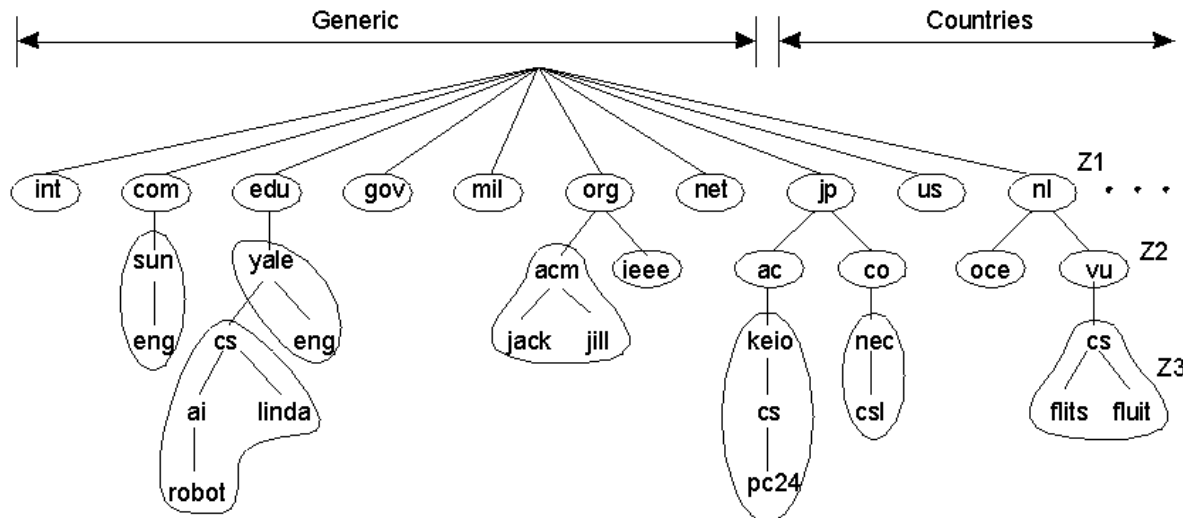 Generic Countries
Z1
int com edu gov mil org net jp us nl . . .
sun yale acm ieee ac co oce vu Z2
eng cs eng jack jill keio nec cs Z3
ai linda cs csl flits fluit
robot pc24